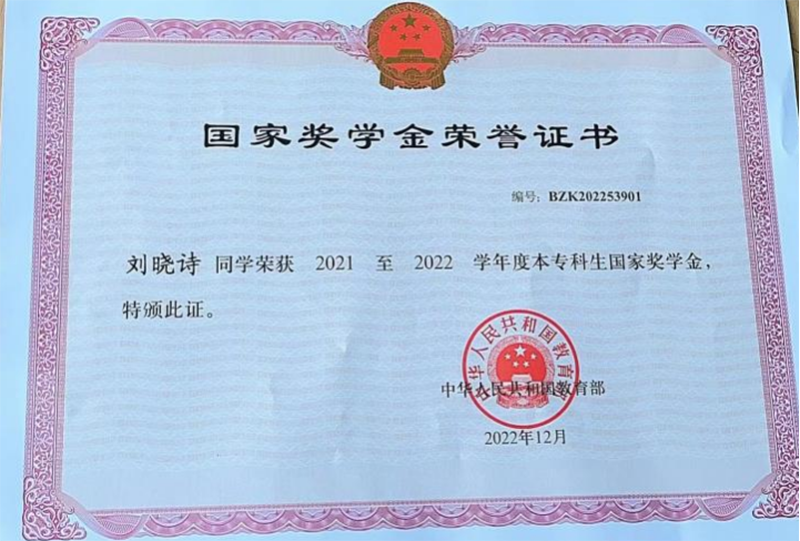 国家奖学金荣誉证书
编号：BZK202253901
刘晓诗 同学荣获 2021 至 2022 学年度本专科生国家奖学金，
特颁此证。
中华人民共和国教育部
中华人民共和国教育部
2022年12月